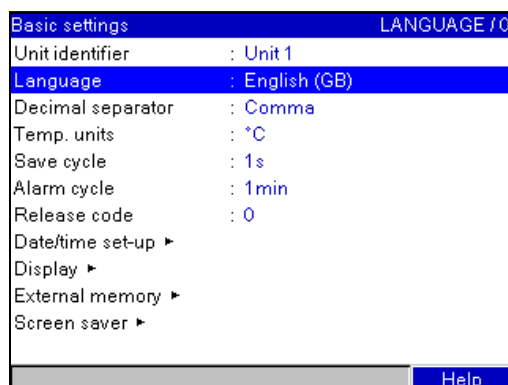 Basic settings LANGUAGE / 0
Unit identifier : Unit 1
Language : English (GB)
Decimal separator : Comma
Temp. units : °C
Save cycle : 1s
Alarm cycle : 1min
Release code : 0
Date/time set-up ►
Display ►
External memory ►
Screen saver ►
Help